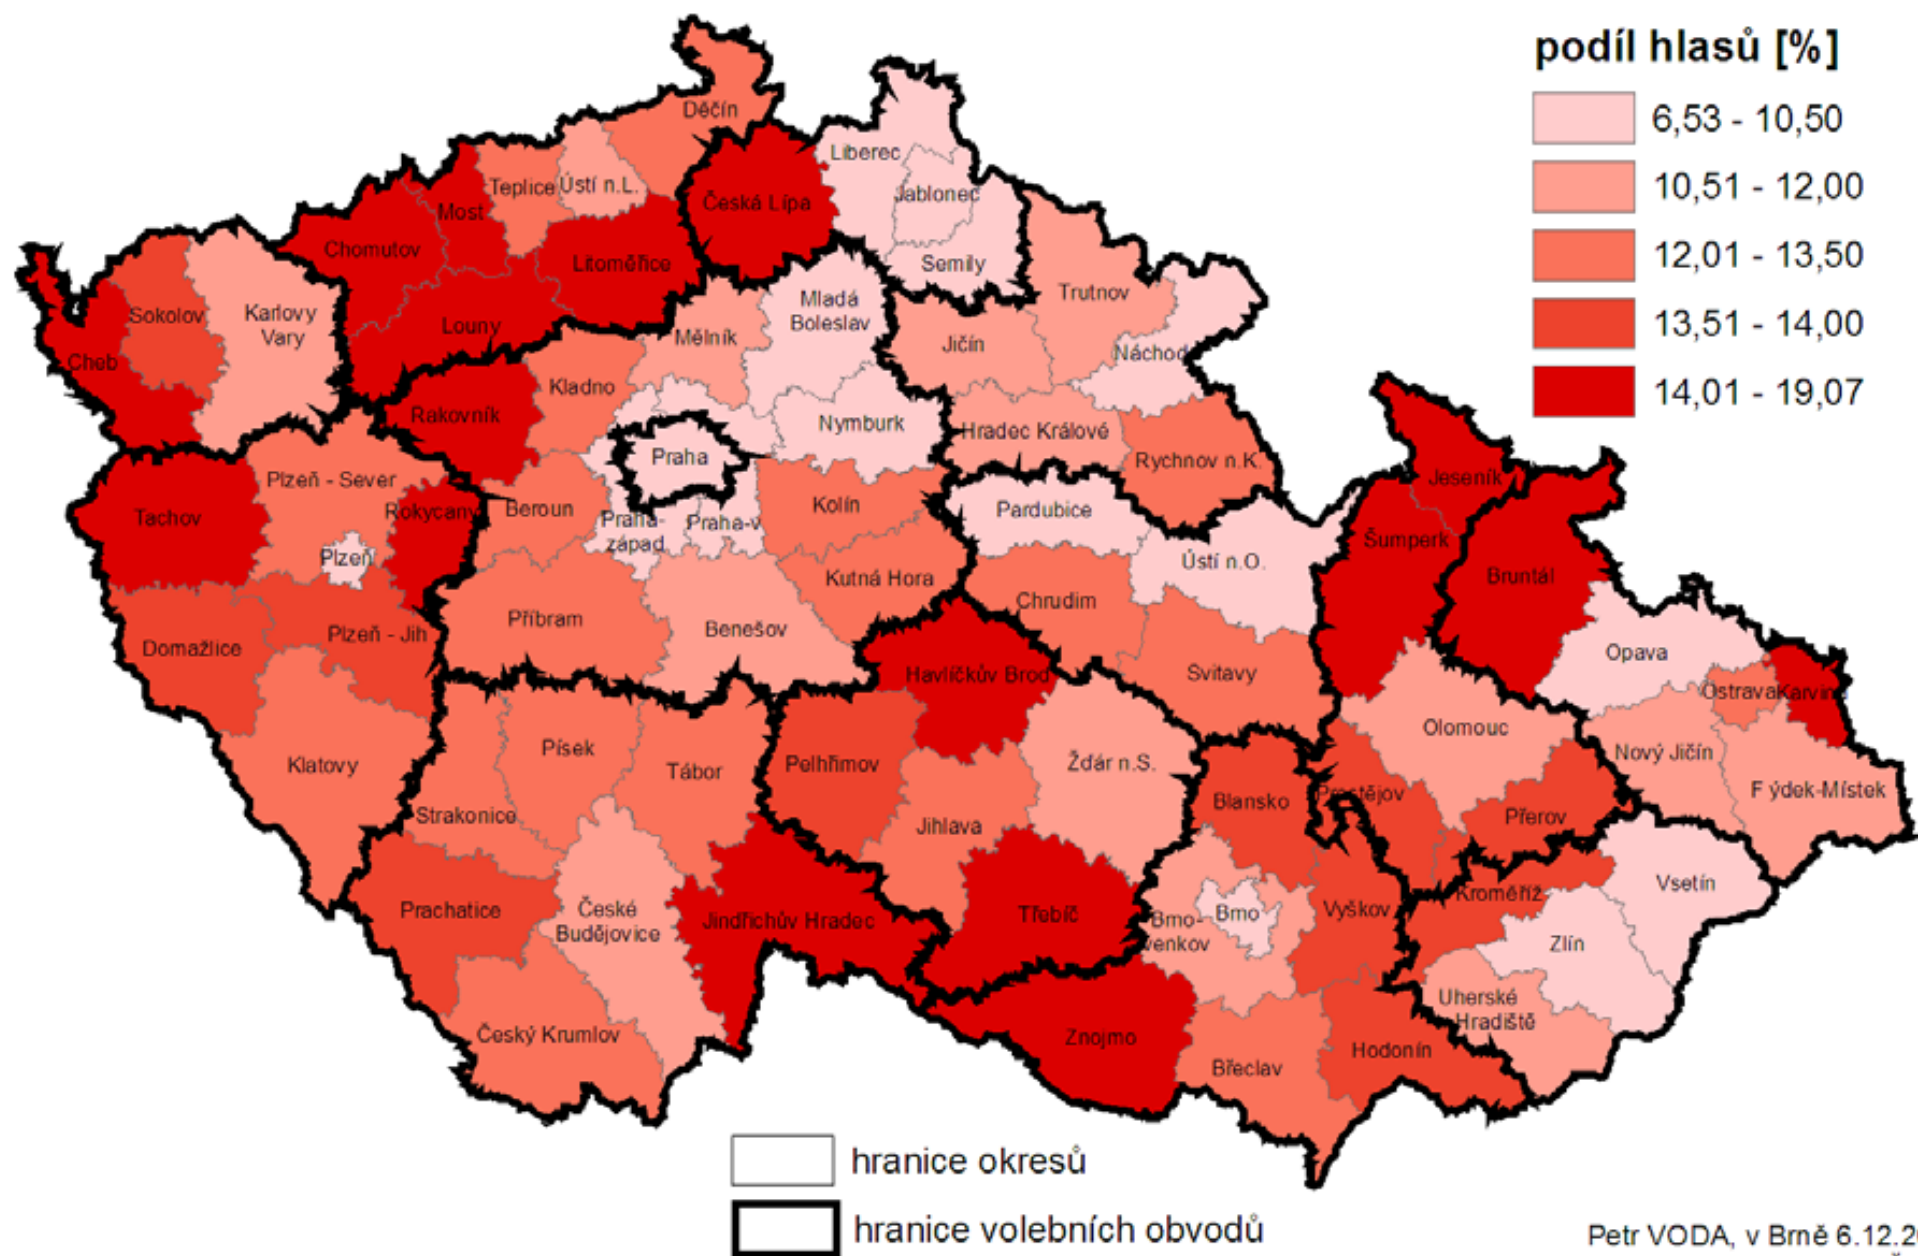 podíl hlasů [%]
6,53 - 10,50
10,51 - 12,00
12,01 - 13,50
13,51 - 14,00
14,01 - 19,07
Děčín
Liberec
Teplice
Ústí n.L.
Jablonec
Česká Lípa
Most
Chomutov
Litoměřice
Semily
Trutnov
Mladá
Boleslav
Sokolov
Karlovy
Vary
Louny
Mělník
Jičín
Náchod
Cheb
Kladno
Rakovník
Nymburk
Hradec Králové
Praha
Rychnov n.K.
Plzeň - Sever
Jeseník
Tachov
Rokycany
Beroun
Kolín
Pardubice
Praha-
západ
Praha-v
Šumperk
Plzeň
Ústí n.O.
Bruntál
Kutná Hora
Chrudim
Příbram
Benešov
Plzeň - Jih
Domažlice
Opava
Havlíčkův Brod
Svitavy
Ostrava
Karviná
Olomouc
Písek
Nový Jičín
Klatovy
Tábor
Pelhřimov
Žďár n.S.
F ýdek-Místek
Strakonice
Jihlava
Blansko
Prostějov
Přerov
Vsetín
Kroměříž
Prachatice
České
Budějovice
Jindřichův Hradec
Třebíč
Brno-
venkov
Brno
Vyškov
Zlín
Uherské
Hradiště
Český Krumlov
Znojmo
Hodonín
Břeclav
hranice okresů
hranice volebních obvodů
Petr VODA, v Brně 6.12.20